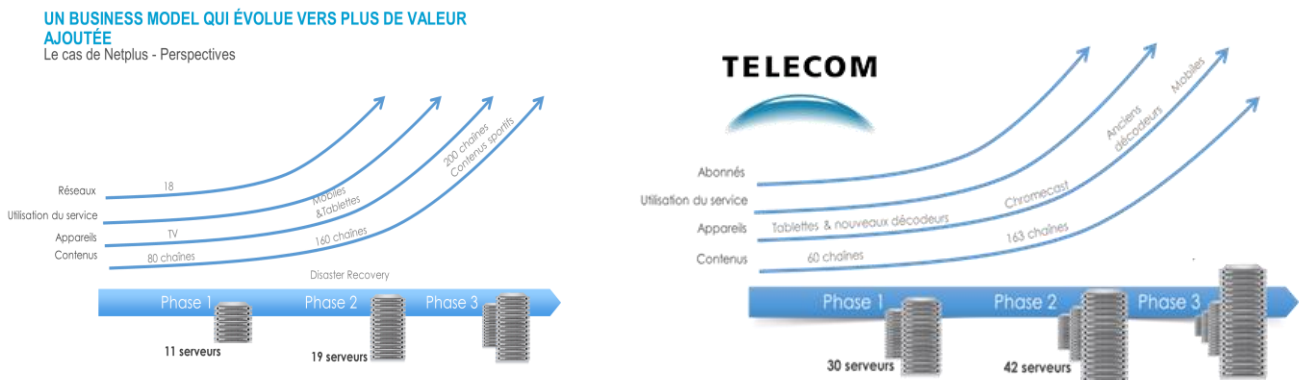 UN BUSINESS MODEL QUI ÉVOLUE VERS PLUS DE VALEUR
AJOUTÉE
Le cas de Netplus - Perspectives
Réseaux
18
Utilisation du service
Mobiles
&Tablettes
Appareils
TV
200 chaînes
Contenus sportifs
Contenus
80 chaînes
160 chaînes
Disaster Recovery
Phase 1
Phase 2
Phase 3
11 serveurs
19 serveurs
TELECOM
Abonnés
Utilisation du service
Appareils
Tablettes & nouveaux décodeurs
Chromecast
Anciens
décodeurs
Mobiles
Contenus
60 chaînes
163 chaînes
Phase 1
Phase 2
Phase 3
30 serveurs
42 serveurs